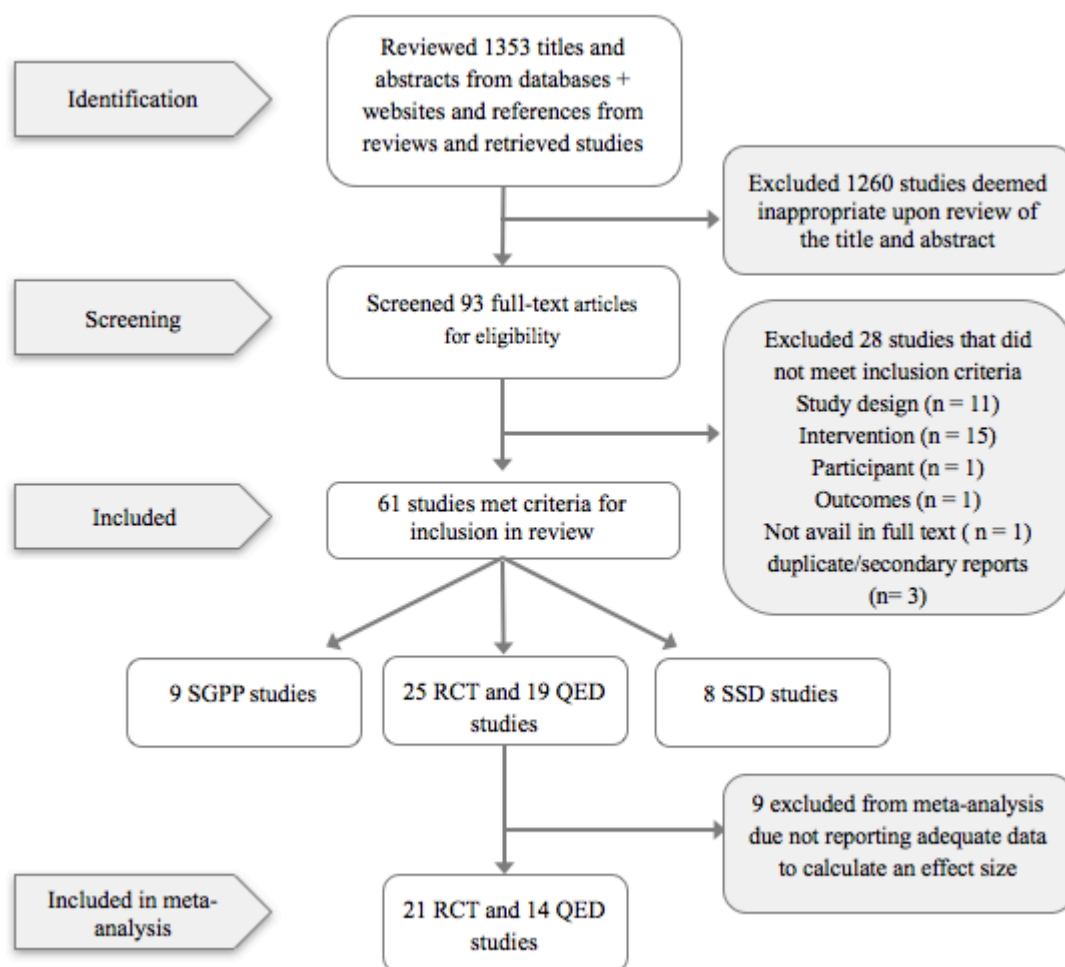 Identification
Reviewed 1353 titles and
abstracts from databases +
websites and references from
reviews and retrieved studies
Excluded 1260 studies deemed
inappropriate upon review of
the title and abstract
Screening
Screened 93 full-text articles
for eligibility
Excluded 28 studies that did
not meet inclusion criteria
Study design (n = 11)
Intervention (n = 15)
Participant (n = 1)
Outcomes (n = 1)
Not avail in full text ( n = 1)
duplicate/secondary reports
(n= 3)
Included
61 studies met criteria for
inclusion in review
9 SGPP studies
25 RCT and 19 QED
studies
8 SSD studies
9 excluded from meta-analysis
due not reporting adequate data
to calculate an effect size
Included in meta-
analysis
21 RCT and 14 QED
studies